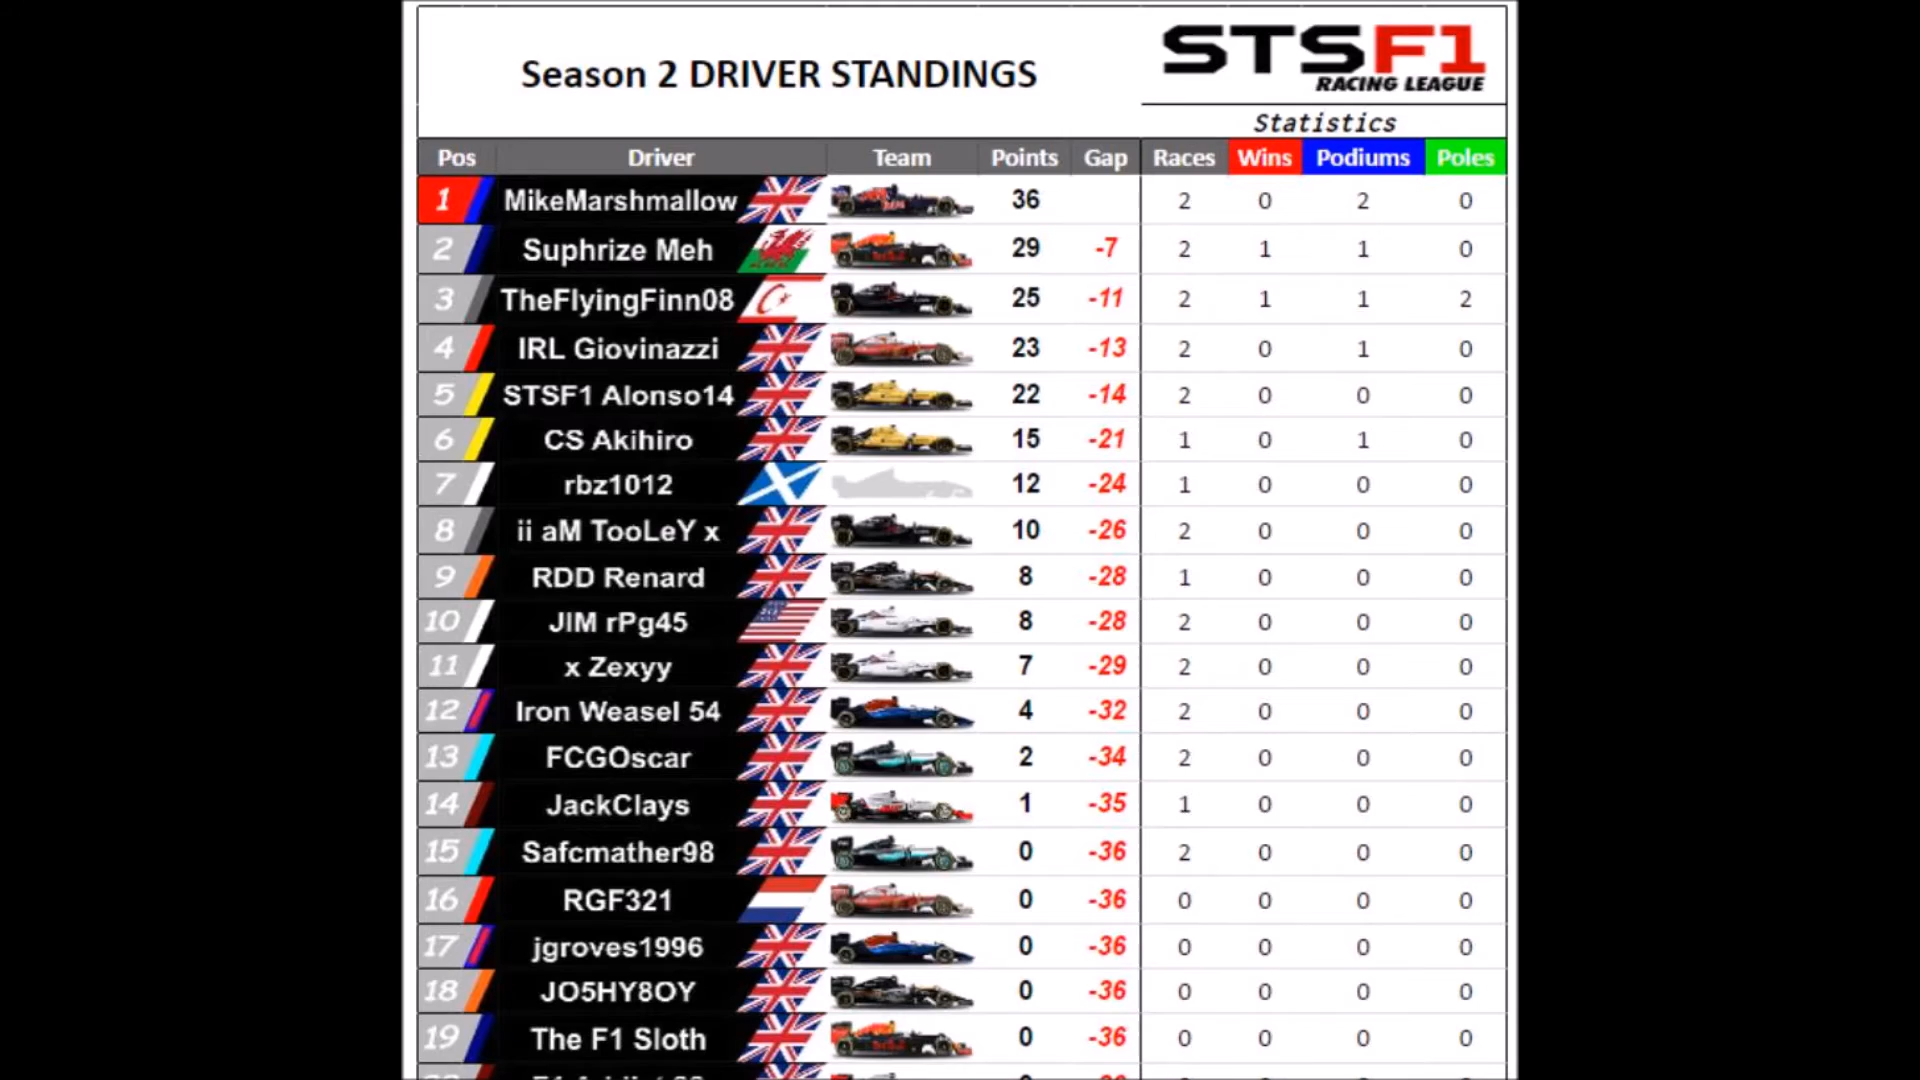 Season 2 DRIVER STANDINGS
STSF1
RACING LEAGUE
Statistics
Pos Driver Team Points Gap Races Wins Podiums Poles
1 MikeMarshmallow 36 2 0 2 0
2 Suphrize Meh 29 -7 2 1 1 0
3 TheFlyingFinn08 25 -11 2 1 1 2
4 IRL Giovinazzi 23 -13 2 0 1 0
5 STSF1 Alonso14 22 -14 2 0 0 0
6 CS Akihiro 15 -21 1 0 1 0
7 rbz1012 12 -24 1 0 0 0
8 ii aM TooLeY x 10 -26 2 0 0 0
9 RDD Renard 8 -28 1 0 0 0
10 JIM rPg45 8 -28 2 0 0 0
11 x Zexyy 7 -29 2 0 0 0
12 Iron Weasel 54 4 -32 2 0 0 0
13 FCGOscar 2 -34 2 0 0 0
14 JackClays 1 -35 1 0 0 0
15 Safcmather98 0 -36 2 0 0 0
16 RGF321 0 -36 0 0 0 0
17 jgroves1996 0 -36 0 0 0 0
18 JO5HY8OY 0 -36 0 0 0 0
19 The F1 Sloth 0 -36 0 0 0 0